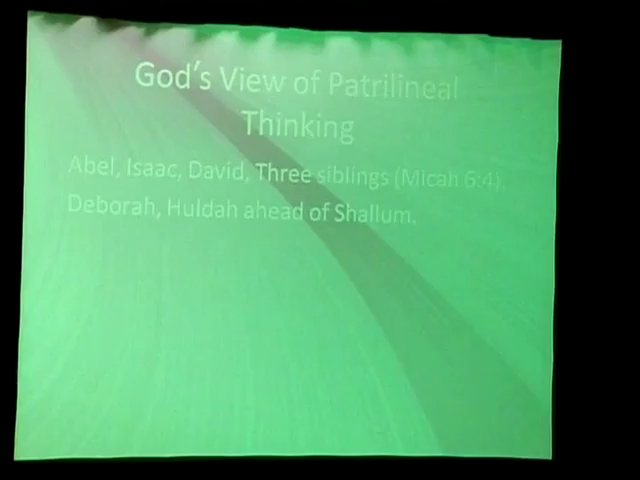 God's View of Patrilineal
Thinking
Abel, Isaac, David, Three siblings (Micah 6:4),
Deborah, Huldah ahead of Shallum.